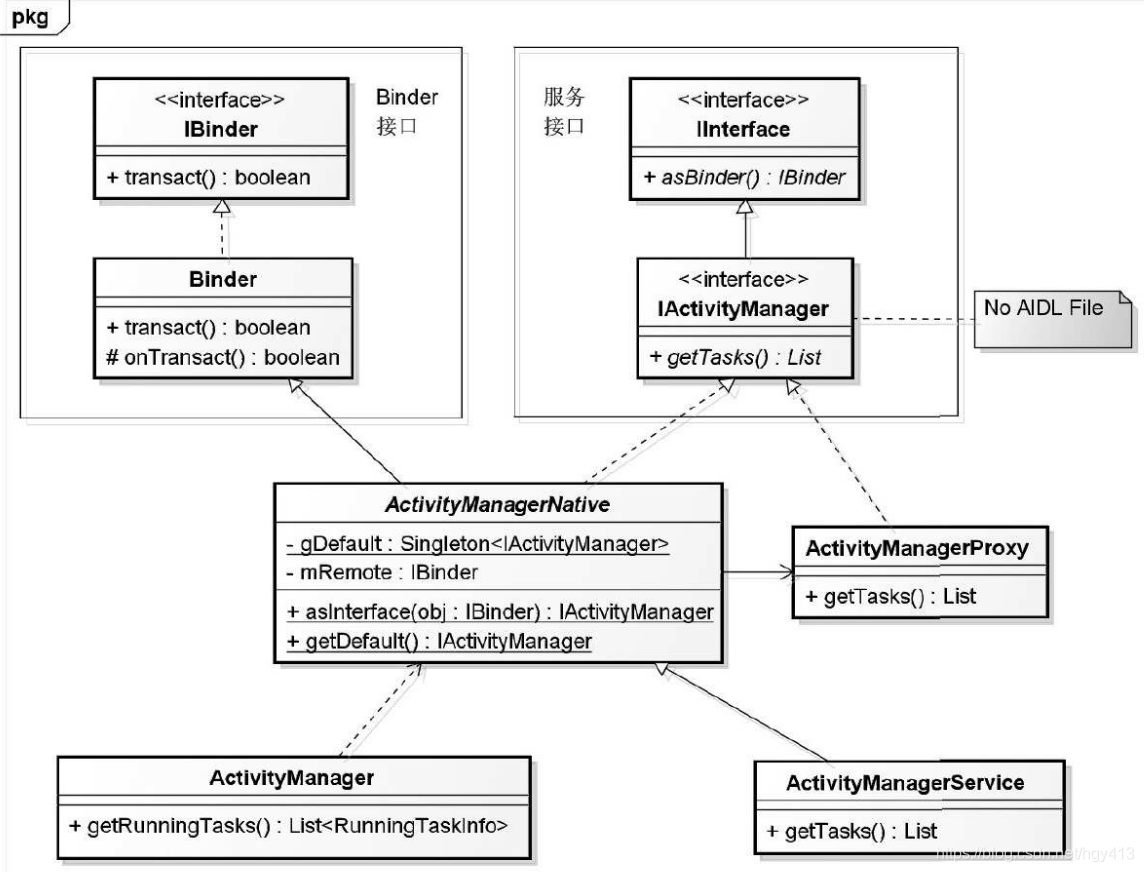 pkg
<<interface>>
IBinder
+ transact() : boolean
Binder
接口
Binder
+ transact() : boolean
# onTransact() : boolean
服务
接口
<<interface>>
IInterface
+ asBinder() : IBinder
<<interface>>
IActivityManager
+ getTasks() : List
No AIDL File
ActivityManagerNative
- gDefault : Singleton<IActivityManager>
- mRemote : IBinder
+ asInterface(obj : IBinder) : IActivityManager
+ getDefault() : IActivityManager
ActivityManagerProxy
+ getTasks() : List
ActivityManager
+ getRunningTasks() : List<RunningTaskInfo>
ActivityManagerService
+ getTasks() : List
https://blog.csdn.net/hgy413